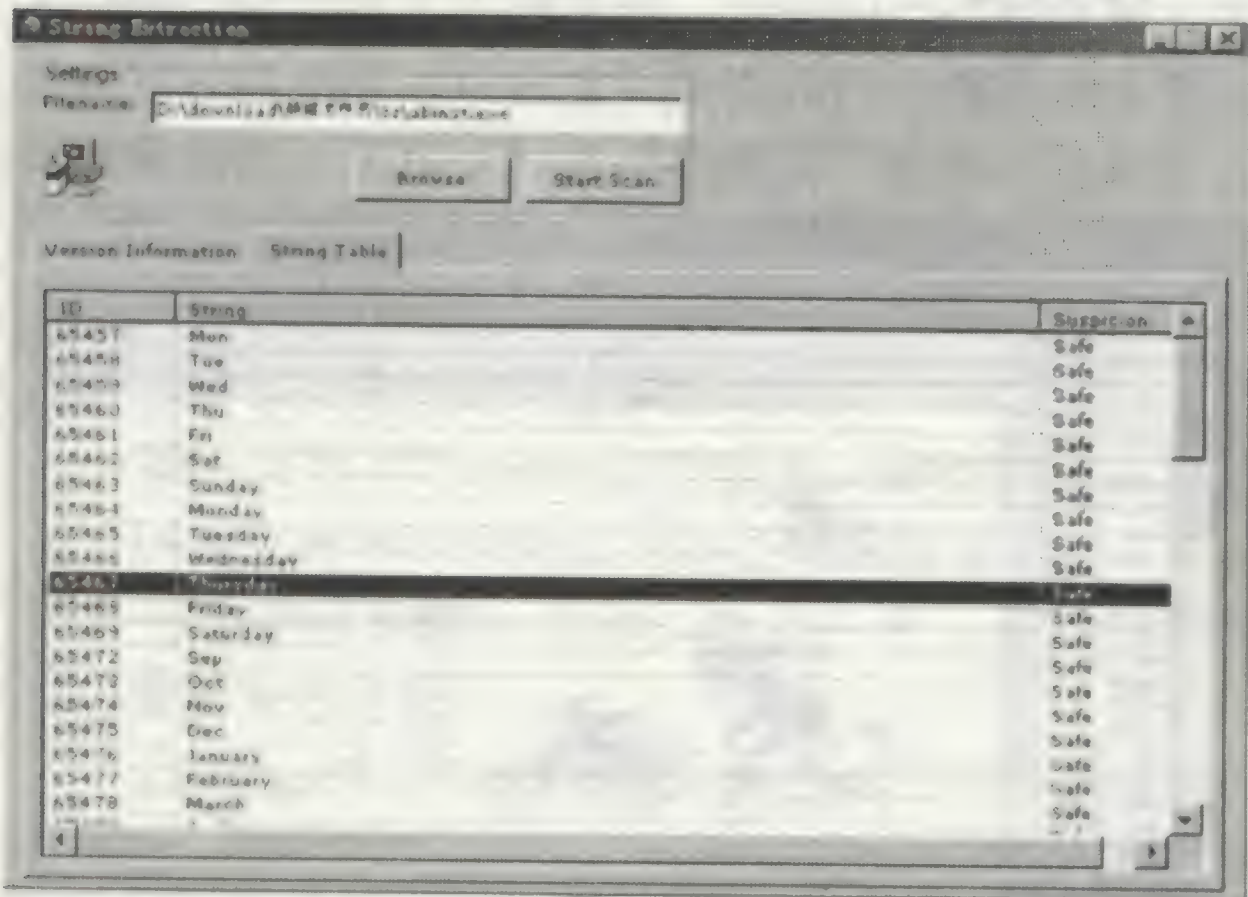 String Extraction
Settings
Filename:
Browse
Start Scan
Version Information String Table
ID String Suspicion
65457 Mon Safe
65458 Tue Safe
65459 Wed Safe
65460 Thu Safe
65461 Fri Safe
65462 Sat Safe
65463 Sunday Safe
65464 Monday Safe
65465 Tuesday Safe
65466 Wednesday Safe
65467 Thursday Safe
65468 Friday Safe
65469 Saturday Safe
65472 Sep Safe
65473 Oct Safe
65474 Nov Safe
65475 Dec Safe
65476 January Safe
65477 February Safe
65478 March Safe